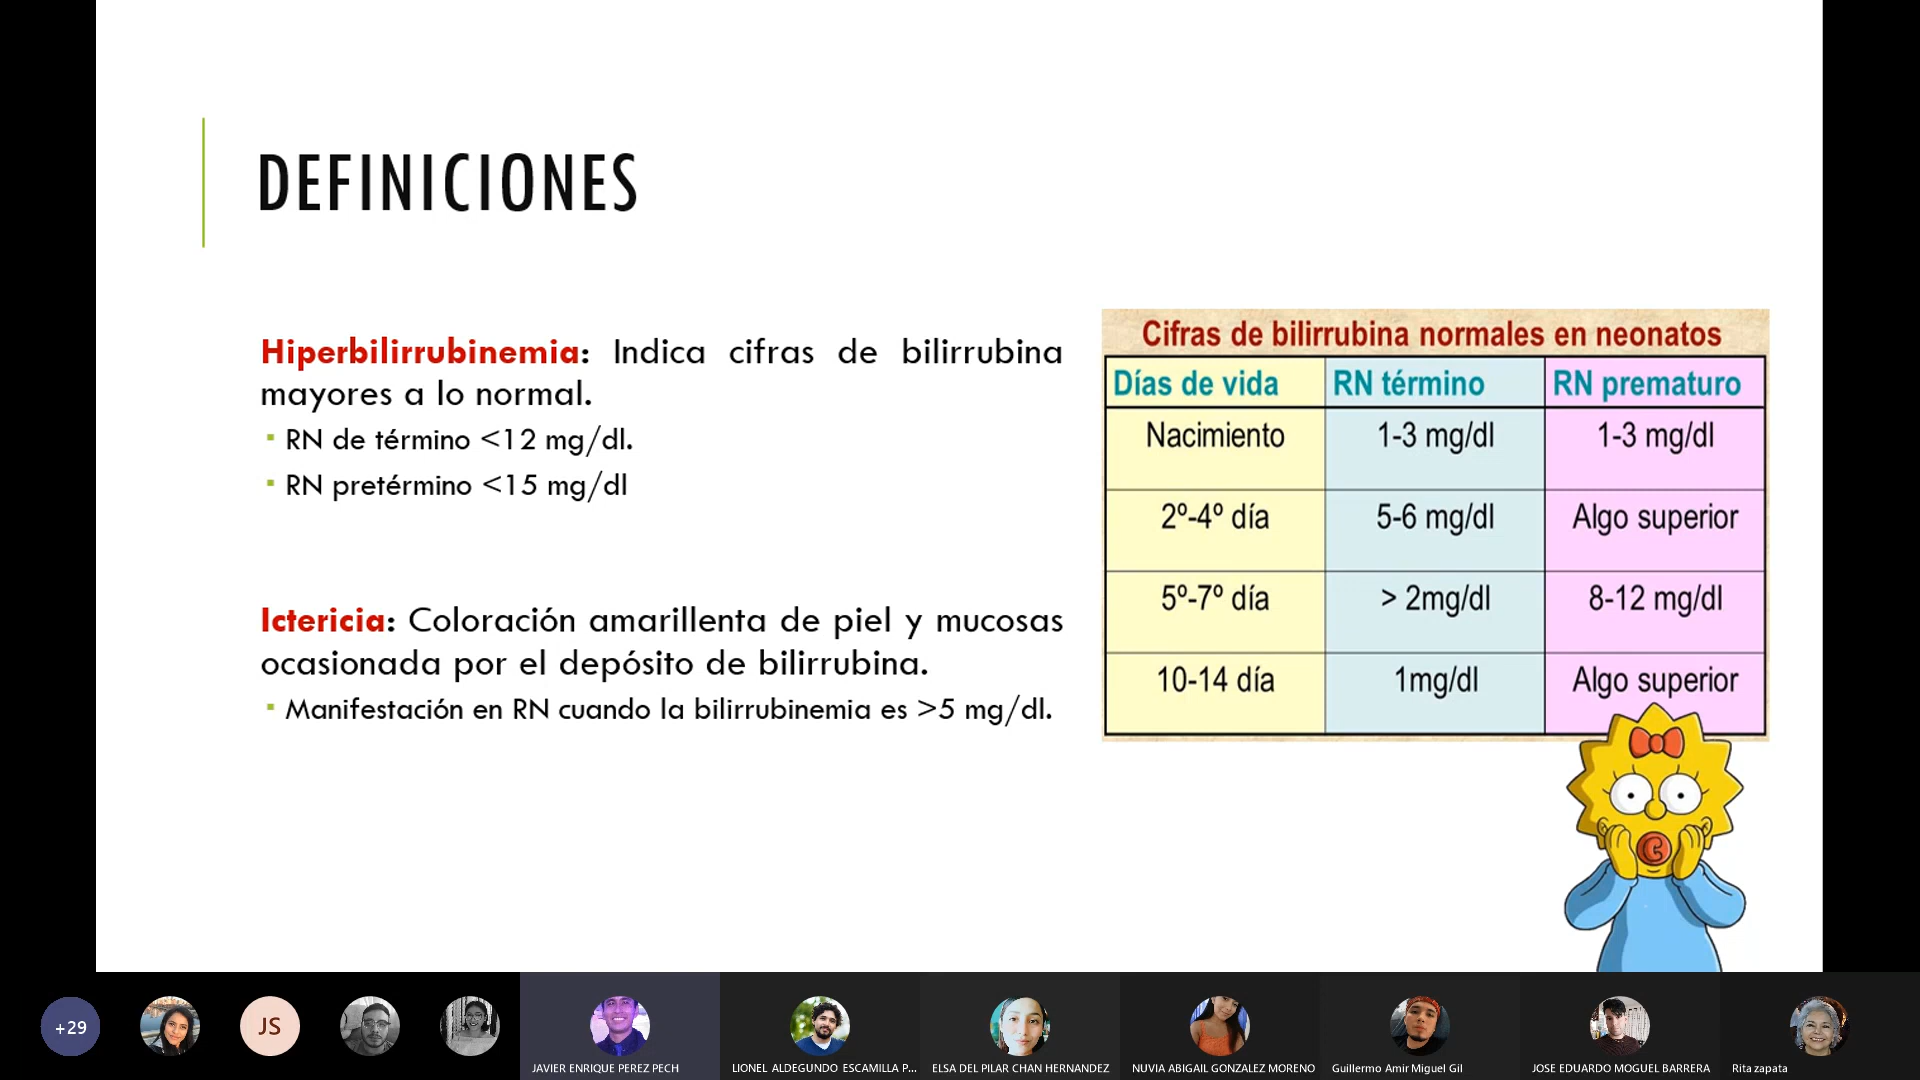 DEFINICIONES
Hiperbilirrubinemia: Indica cifras de bilirrubina
mayores a lo normal.
RN de término <12 mg/dl.
RN pretérmino <15 mg/dl
Ictericia: Coloración amarillenta de piel y mucosas
ocasionada por el depósito de bilirrubina.
Manifestación en RN cuando la bilirrubinemia es >5 mg/dl.
Cifras de bilirrubina normales en neonatos
Días de vida RN término RN prematuro
Nacimiento 1-3 mg/dl 1-3 mg/dl
2º-4º día 5-6 mg/dl Algo superior
5º-7º día > 2mg/dl 8-12 mg/dl
10-14 día 1mg/dl Algo superior
+29
JS
JAVIER ENRIQUE PEREZ PECH
LIONEL ALDEGUNDO ESCAMILLA P...
ELSA DEL PILAR CHAN HERNANDEZ
NUVIA ABIGAIL GONZALEZ MORENO
Guillermo Amir Miguel Gil
JOSE EDUARDO MOGUEL BARRERA
Rita zapata